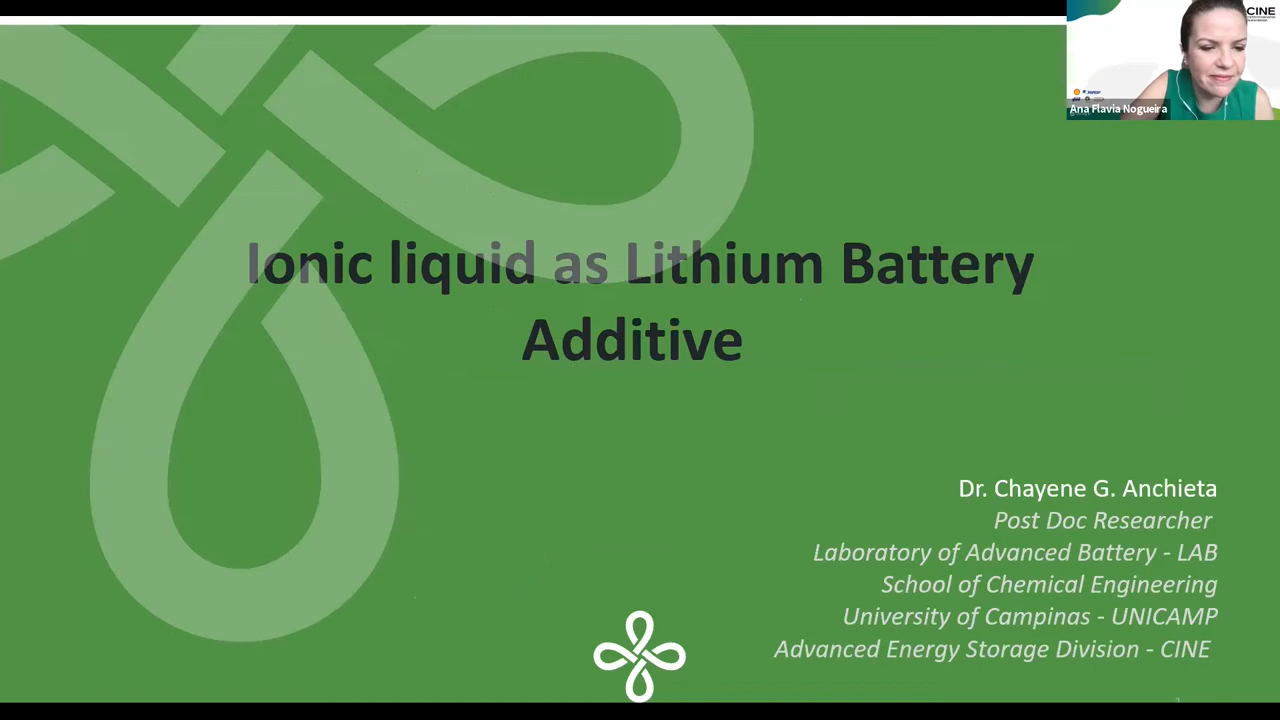 CINE
Ana Flavia Nogueira
Ionic liquid as Lithium Battery
Additive
Dr. Chayene G. Anchieta
Post Doc Researcher
Laboratory of Advanced Battery - LAB
School of Chemical Engineering
University of Campinas - UNICAMP
Advanced Energy Storage Division - CINE